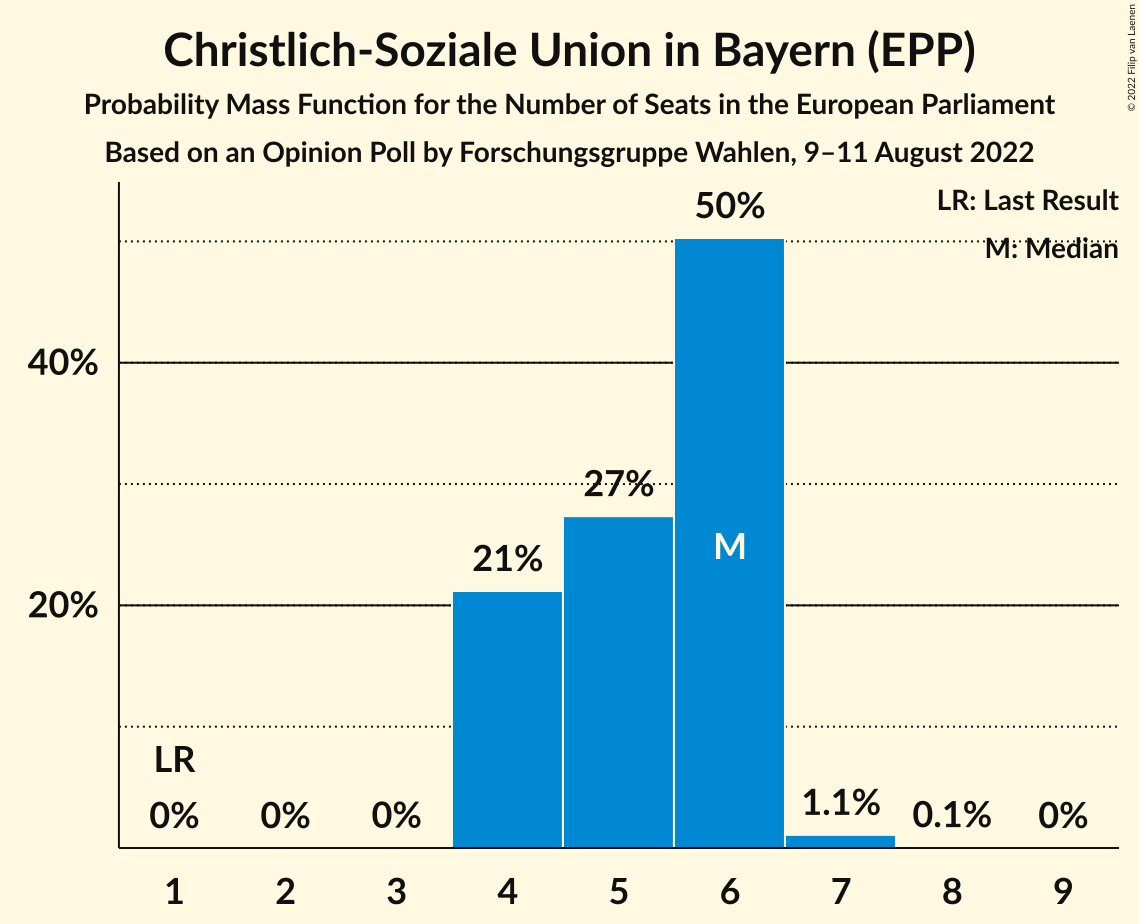 Christlich-Soziale Union in Bayern (EPP)
Probability Mass Function for the Number of Seats in the European Parliament
Based on an Opinion Poll by Forschungsgruppe Wahlen, 9–11 August 2022
© 2022 Filip van Laenen
LR: Last Result
M: Median
50%
40%
27%
M
21%
20%
LR
0%
0%
0%
1.1%
0.1%
0%
1
2
3
4
5
6
7
8
9